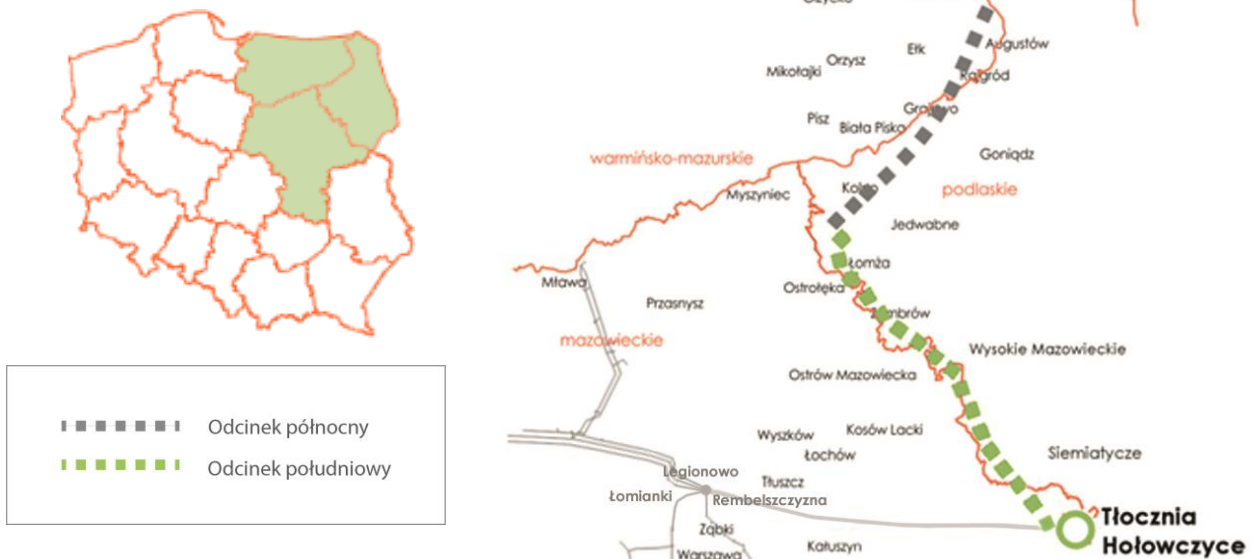 Odcinek północny
Odcinek południowy
Giżycko
Augustów
Ełk
Orzysz
Mikołajki
Rajgród
Grajewo
Pisz
Biała Piska
Goniądz
warmińsko-mazurskie
podlaskie
Kolno
Myszyniec
Jedwabne
Łomża
Mława
Ostrołęka
Przasnysz
Zambrów
mazowieckie
Wysokie Mazowieckie
Ostrów Mazowiecka
Kosów Lacki
Wyszków
Łochów
Siemiatycze
Legionowo
Tłuszcz
Łomianki
Rembelszczyzna
Tłocznia
Hołowczyce
Ząbki
Kałuszyn
Warszawa